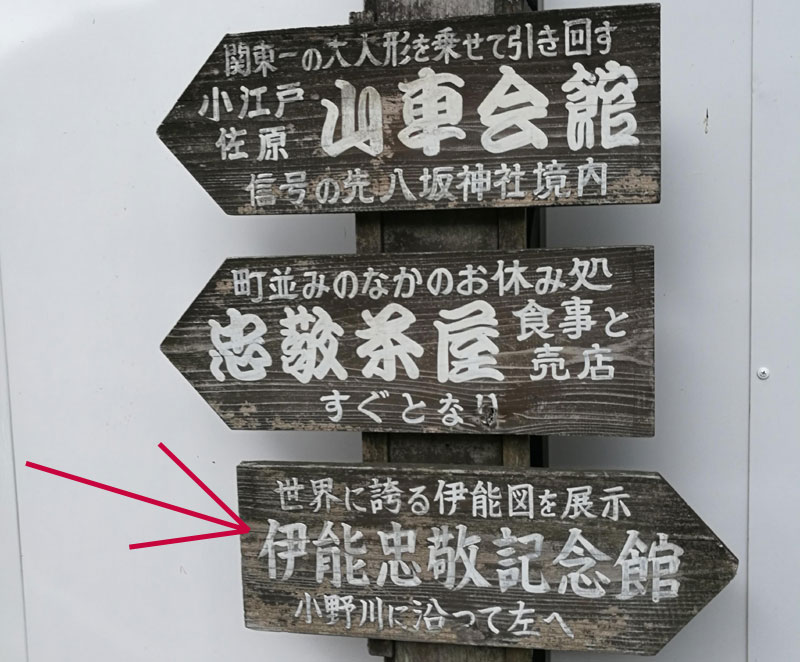 関東一の大人形を乗せて引き回す
小江戸
佐原
山車会館
信号の先八坂神社境内
町並みのなかのお休み処
忠敬茶屋
食事と
売店
すぐとなり
世界に誇る伊能図を展示
伊能忠敬記念館
小野川に沿って左へ